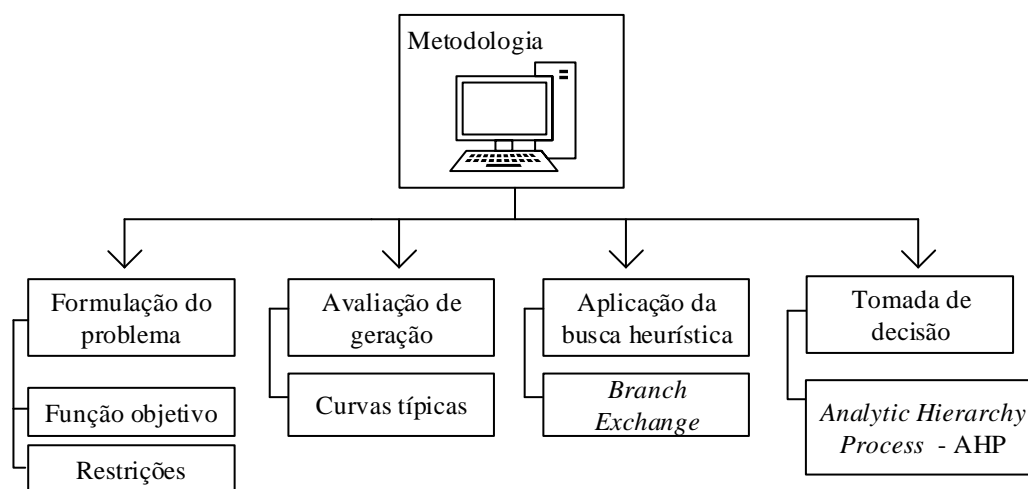 Metodologia
Formulação do
problema
Função objetivo
Restrições
Avaliação de
geração
Curvas típicas
Aplicação da
busca heurística
Branch
Exchange
Tomada de
decisão
Analytic Hierarchy
Process - AHP